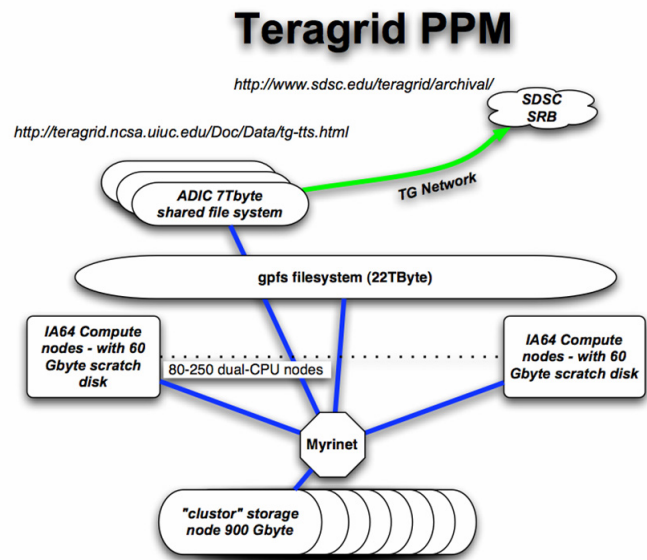 Teragrid PPM
http://www.sdsc.edu/teragrid/archival/
SDSC
SRB
http://teragrid.ncsa.uiuc.edu/Doc/Data/tg-tts.html
ADIC 7Tbyte
shared file system
TG Network
gpfs filesystem (22TByte)
IA64 Compute
nodes - with 60
Gbyte scratch
disk
80-250 dual-CPU nodes
IA64 Compute
nodes - with 60
Gbyte scratch disk
Myrinet
"clustor" storage
node 900 Gbyte